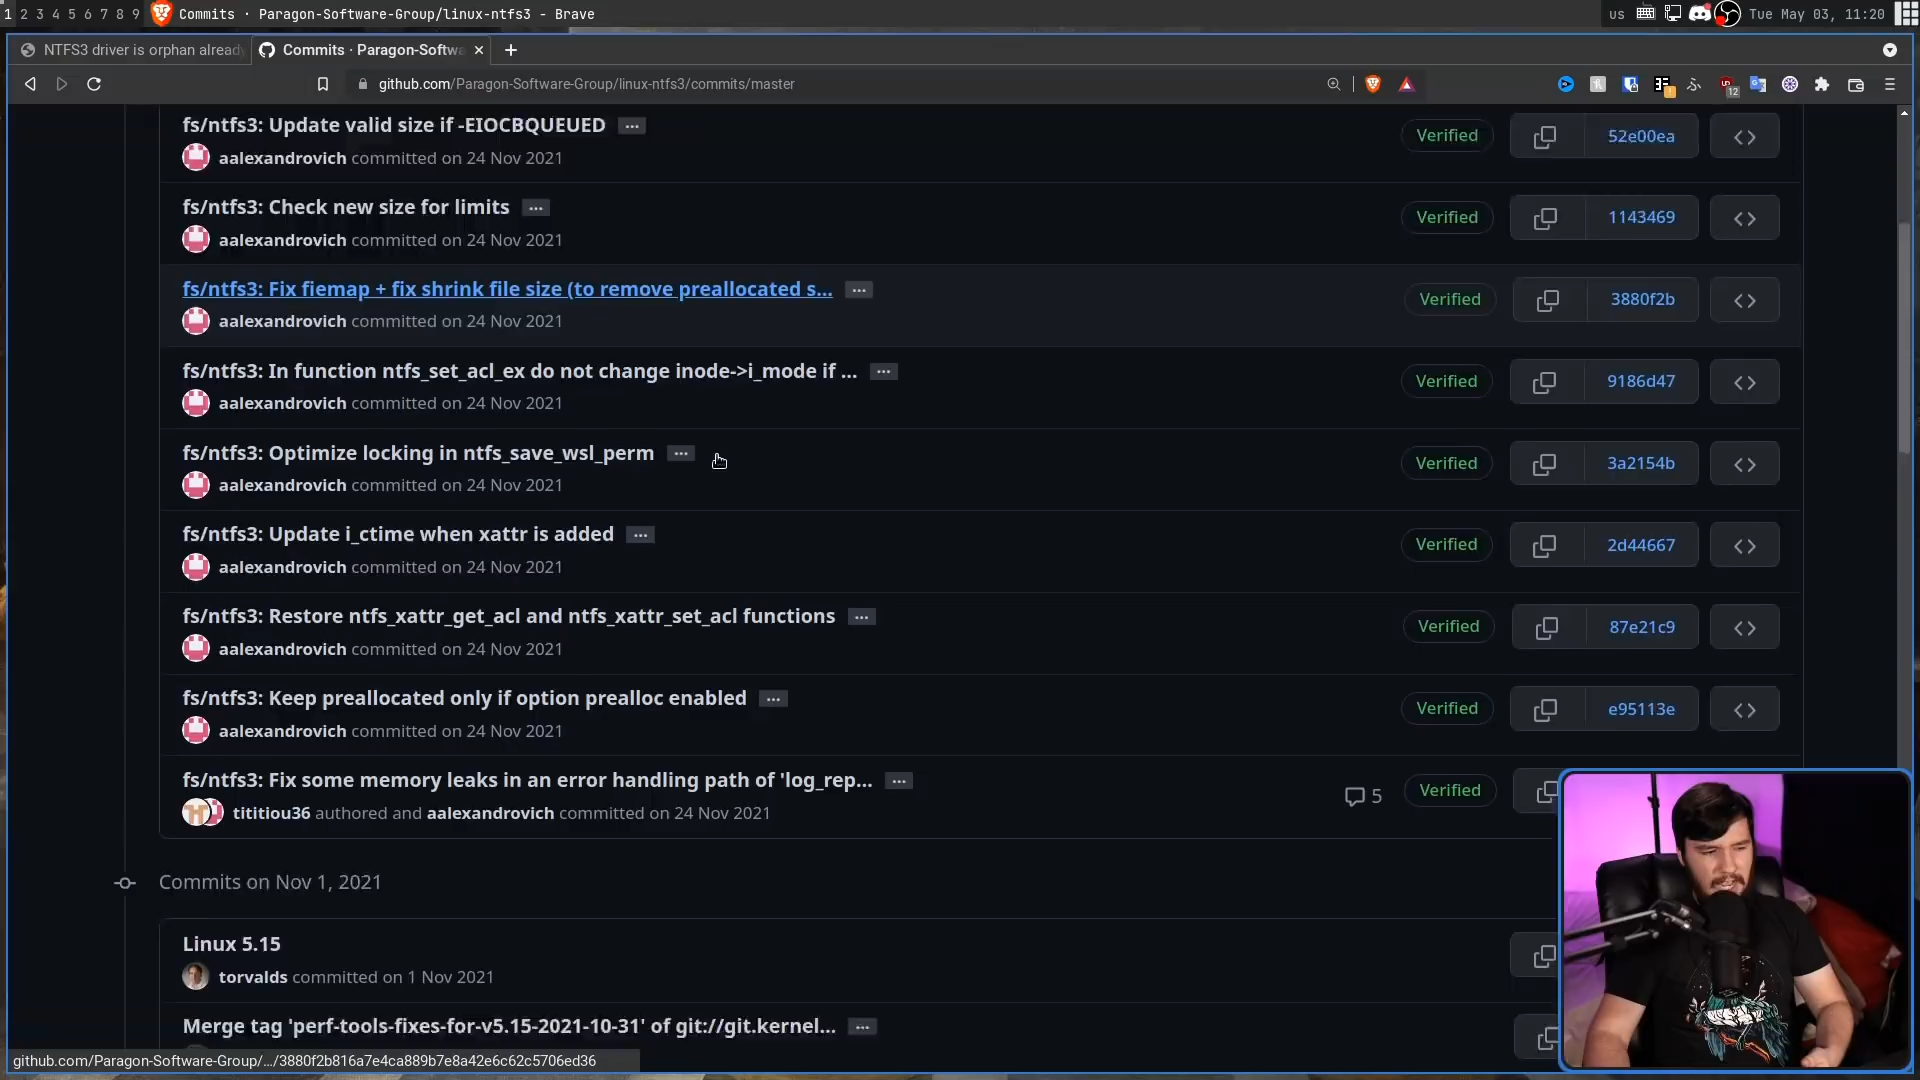 1 2 3 4 5 6 7 8 9 Commits · Paragon-Software-Group/linux-ntfs3 - Brave us Tue May 03, 11:20
NTFS3 driver is orphan already Commits · Paragon-Softwa
github.com/Paragon-Software-Group/linux-ntfs3/commits/master 12
fs/ntfs3: Update valid size if -EIOCBQUEUED ...
Verified 52e00ea
aalexandrovich committed on 24 Nov 2021
fs/ntfs3: Check new size for limits ...
Verified 1143469
aalexandrovich committed on 24 Nov 2021
fs/ntfs3: Fix fiemap + fix shrink file size (to remove preallocated s... ...
Verified 3880f2b
aalexandrovich committed on 24 Nov 2021
fs/ntfs3: In function ntfs_set_acl_ex do not change inode->i_mode if ... ...
Verified 9186d47
aalexandrovich committed on 24 Nov 2021
fs/ntfs3: Optimize locking in ntfs_save_wsl_perm ...
Verified 3a2154b
aalexandrovich committed on 24 Nov 2021
fs/ntfs3: Update i_ctime when xattr is added ...
Verified 2d44667
aalexandrovich committed on 24 Nov 2021
fs/ntfs3: Restore ntfs_xattr_get_acl and ntfs_xattr_set_acl functions ...
Verified 87e21c9
aalexandrovich committed on 24 Nov 2021
fs/ntfs3: Keep preallocated only if option prealloc enabled ...
Verified e95113e
aalexandrovich committed on 24 Nov 2021
fs/ntfs3: Fix some memory leaks in an error handling path of 'log_rep... ...
5 Verified
tititiou36 authored and aalexandrovich committed on 24 Nov 2021
Commits on Nov 1, 2021
Linux 5.15
torvalds committed on 1 Nov 2021
Merge tag 'perf-tools-fixes-for-v5.15-2021-10-31' of git://git.kernel... ...
github.com/Paragon-Software-Group/.../3880f2b816a7e4ca889b7e8a42e6c62c5706ed36